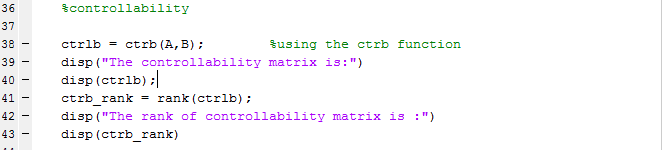 36 %controllability
37
38 - ctrlb = ctrb(A,B); %using the ctrb function
39 - disp("The controllability matrix is:")
40 - disp(ctrlb);
41 - ctrb_rank = rank(ctrlb);
42 - disp("The rank of controllability matrix is :")
43 - disp(ctrb_rank)